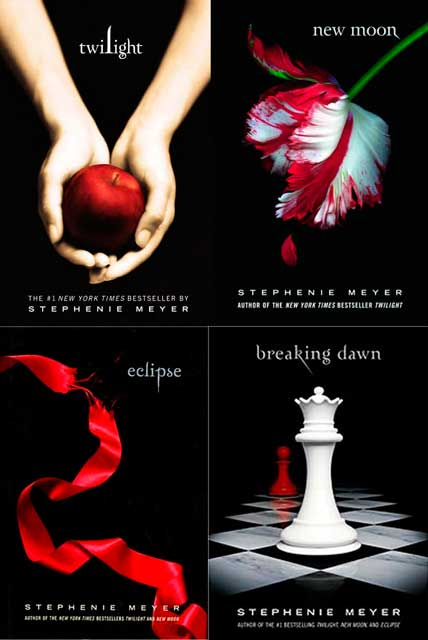 twilight
THE #1 NEW YORK TIMES BESTSELLER BY
STEPHENIE MEYER
new moon
STEPHENIE MEYER
AUTHOR OF THE NEW YORK TIMES BESTSELLER TWILIGHT
eclipse
STEPHENIE MEYER
AUTHOR OF THE NEW YORK TIMES BESTSELLERS TWILIGHT AND NEW MOON
breaking dawn
STEPHENIE MEYER
AUTHOR OF THE #1 BESTSELLING TWILIGHT, NEW MOON, AND ECLIPSE